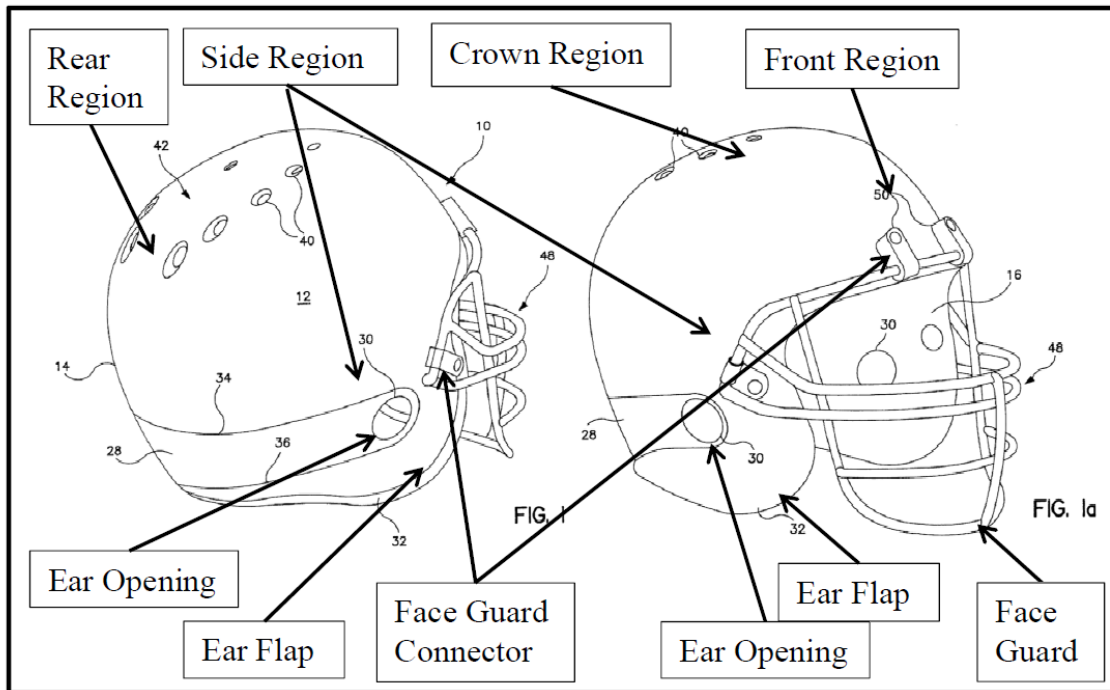 Rear
Region
Side Region
Crown Region
Front Region
42
10
40
50
40
48
12
16
30
30
14
34
48
28
36
28
30
32
FIG. 1
32
FIG. 1a
Ear Opening
Ear Flap
Face Guard
Connector
Ear Opening
Ear Flap
Face
Guard